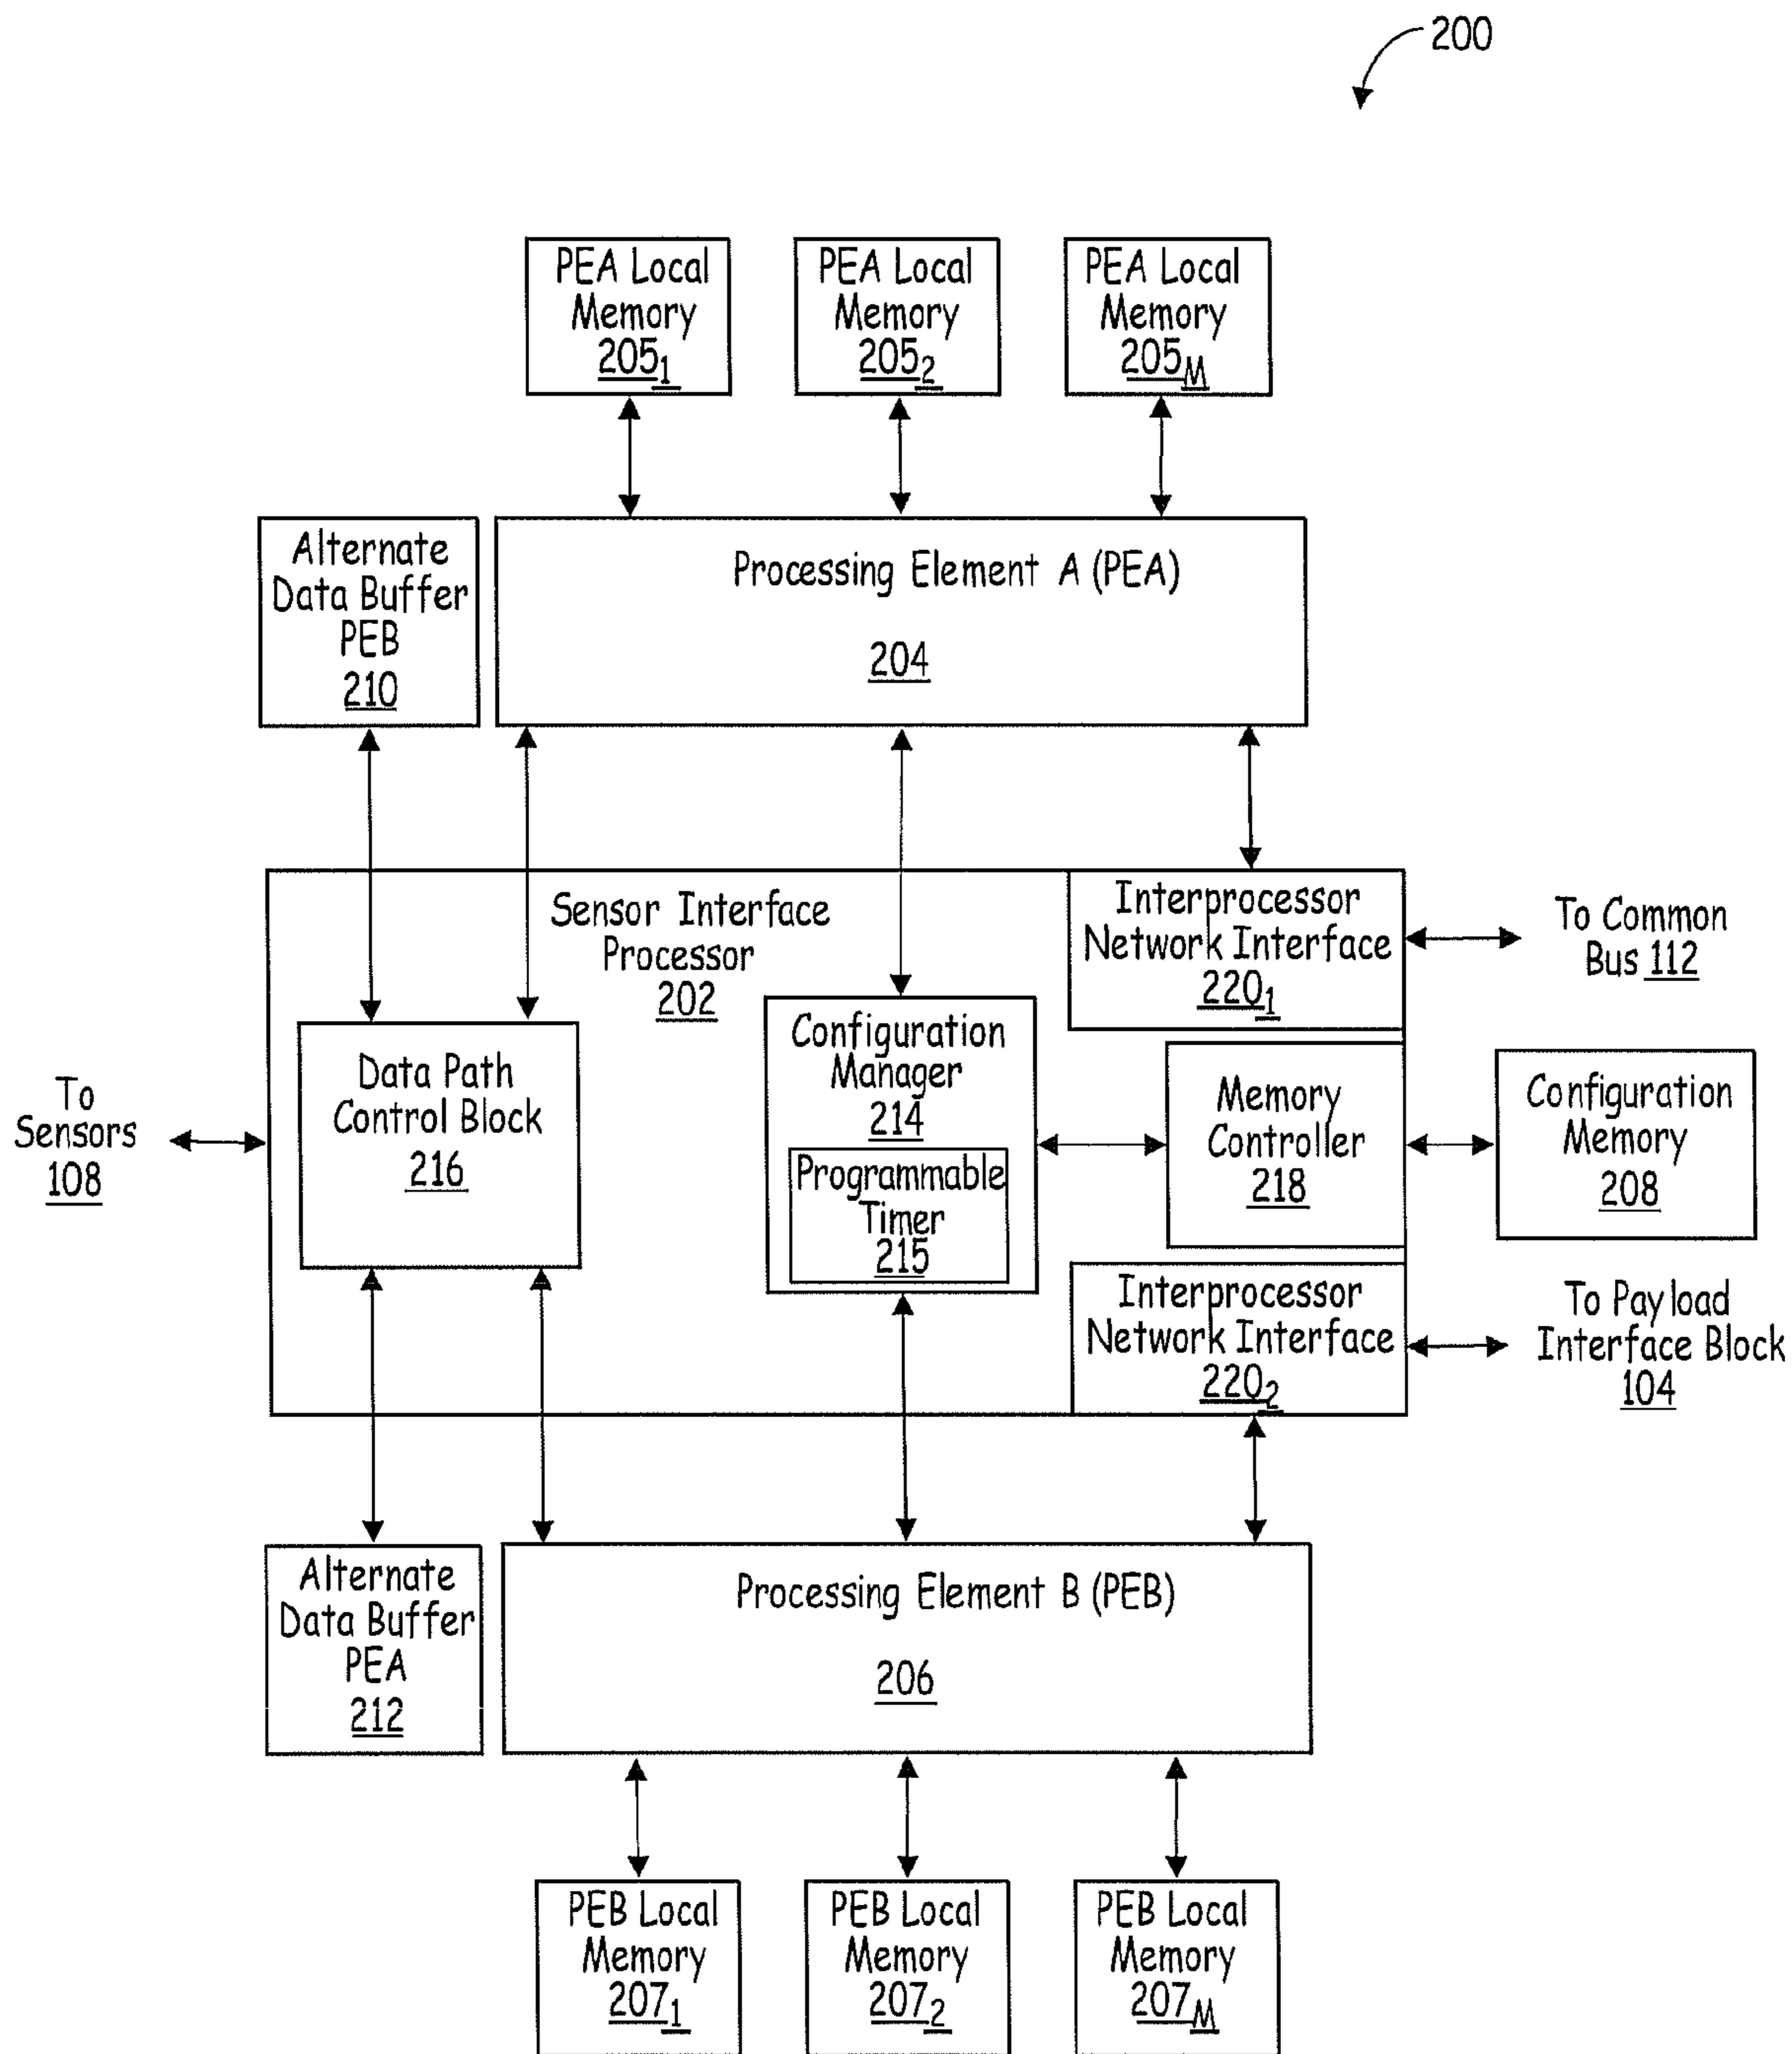 200
PEA Local
Memory
205₁
PEA Local
Memory
205₂
PEA Local
Memory
205M
Alternate
Data Buffer
PEB
210
Processing Element A (PEA)
204
Sensor Interface
Processor
202
Interprocessor
Network Interface
220₁
To Common
Bus 112
To
Sensors
108
Data Path
Control Block
216
Configuration
Manager
214
Programmable
Timer
215
Memory
Controller
218
Configuration
Memory
208
Interprocessor
Network Interface
220₂
To Payload
Interface Block
104
Alternate
Data Buffer
PEA
212
Processing Element B (PEB)
206
PEB Local
Memory
207₁
PEB Local
Memory
207₂
PEB Local
Memory
207M